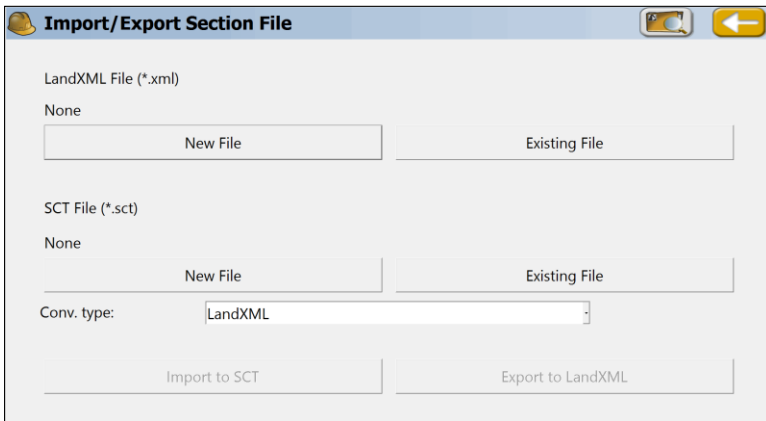 Import/Export Section File
LandXML File (*.xml)
None
New File Existing File
SCT File (*.sct)
None
New File Existing File
Conv. type: LandXML
Import to SCT Export to LandXML